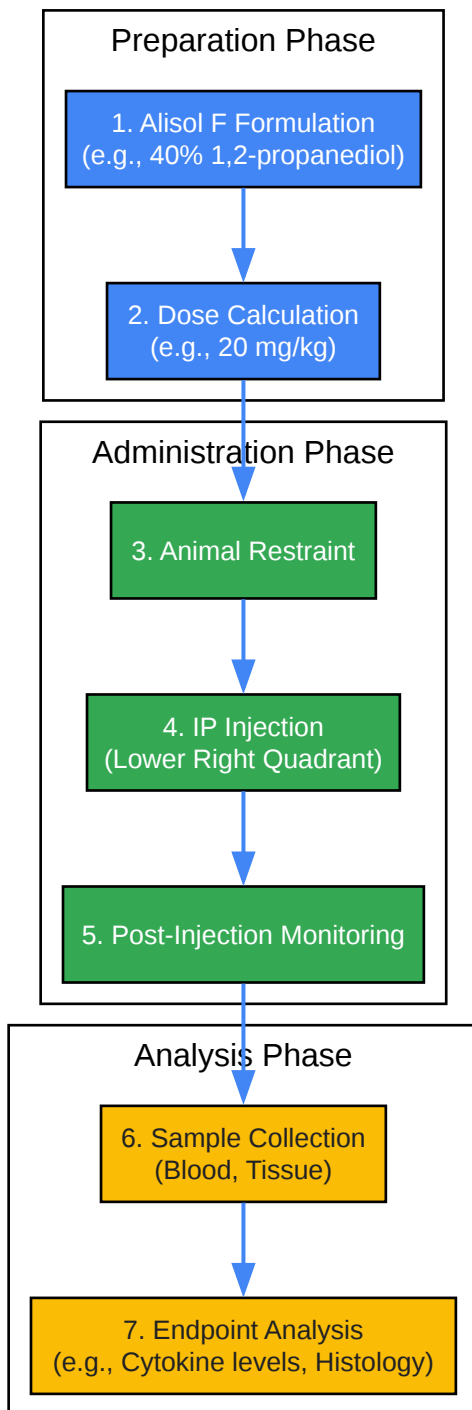 Preparation Phase
1. Alisol F Formulation
(e.g., 40% 1,2-propanediol)
2. Dose Calculation
(e.g., 20 mg/kg)
Administration Phase
3. Animal Restraint
4. IP Injection
(Lower Right Quadrant)
5. Post-Injection Monitoring
Analysis Phase
6. Sample Collection
(Blood, Tissue)
7. Endpoint Analysis
(e.g., Cytokine levels, Histology)